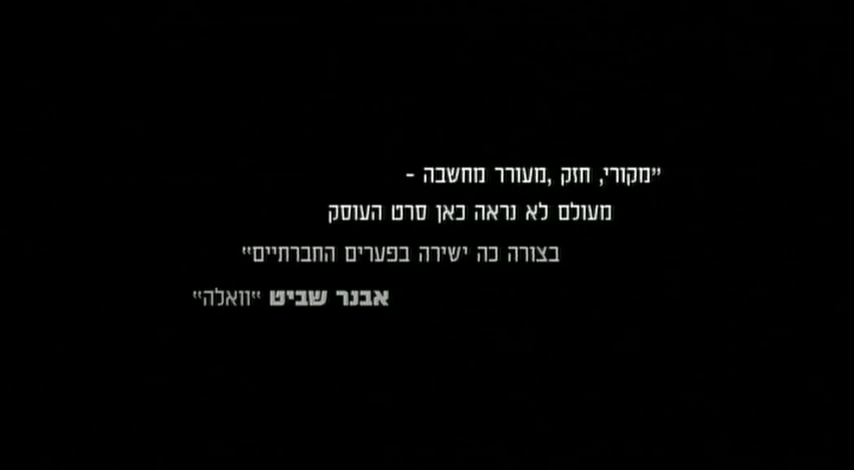 "מקורי, חזק ,מעורר מחשבה -
מעולם לא נראה כאן סרט העוסק
בצורה כה ישירה בפערים החברתיים"
אבנר שביט "וואלה"